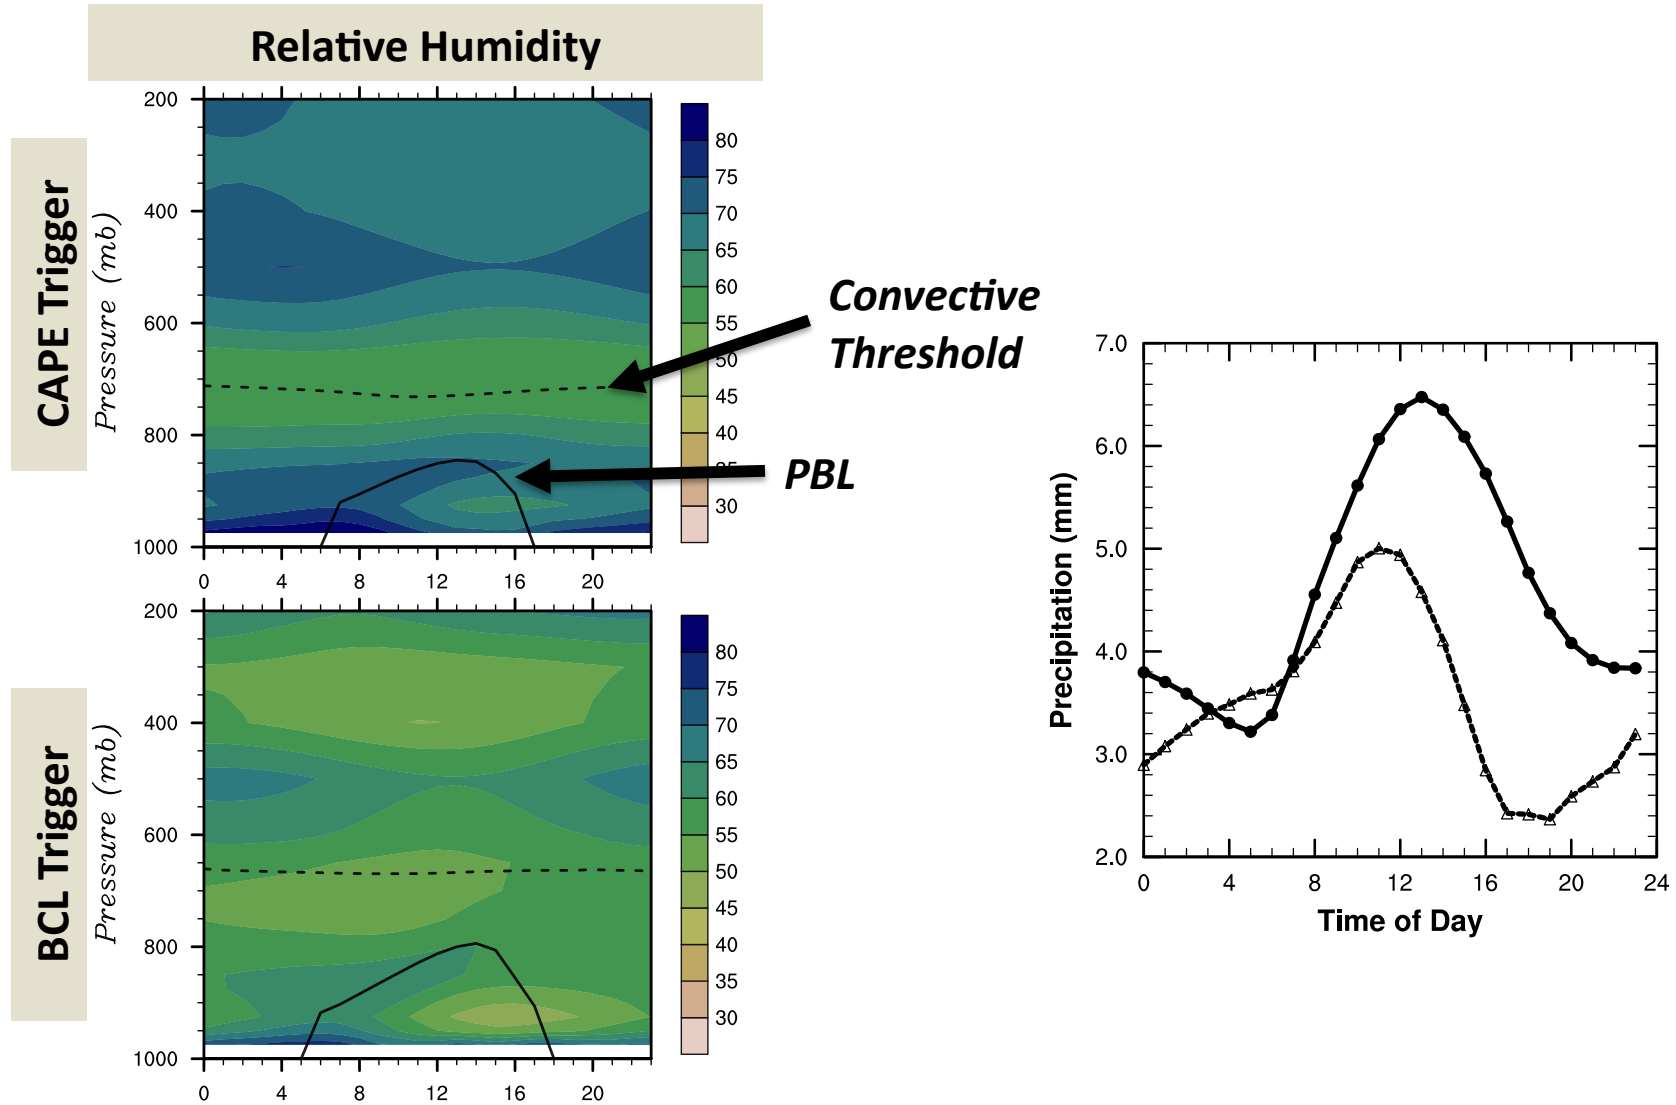 Relative Humidity
CAPE Trigger
Pressure (mb)
200
400
600
800
1000
0 4 8 12 16 20
80
75
70
65
60
55
50
45
40
35
30
Convective
Threshold
PBL
BCL Trigger
Pressure (mb)
200
400
600
800
1000
0 4 8 12 16 20
80
75
70
65
60
55
50
45
40
35
30
Precipitation (mm)
7.0
6.0
5.0
4.0
3.0
2.0
0 4 8 12 16 20 24
Time of Day